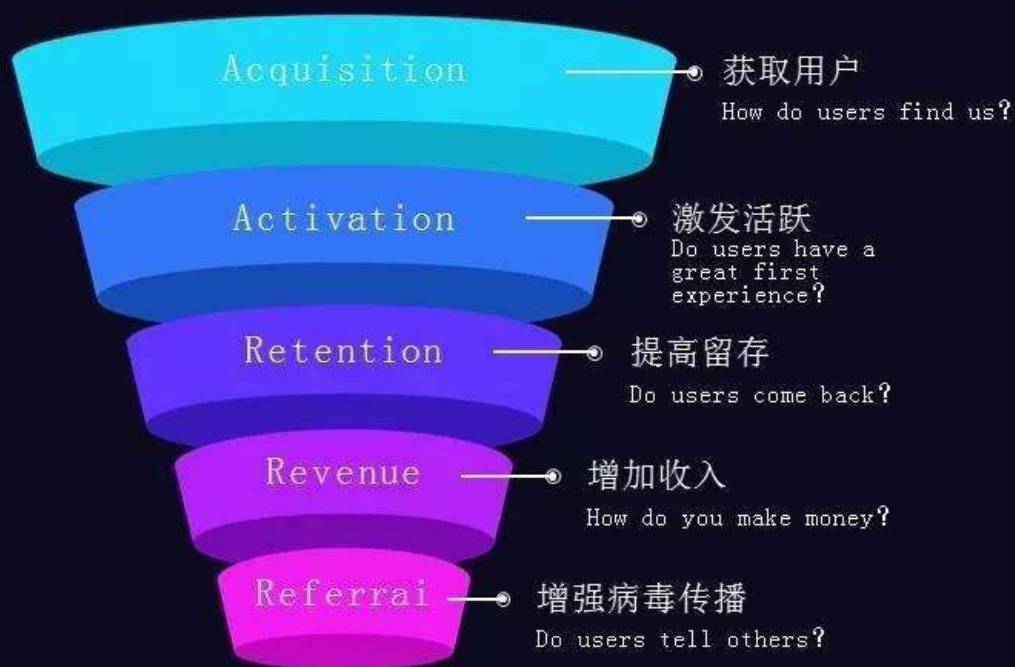 Acquisition
获取用户
How do users find us?
Activation
激发活跃
Do users have a
great first
experience?
Retention
提高留存
Do users come back?
Revenue
增加收入
How do you make money?
Referrai
增强病毒传播
Do users tell others?